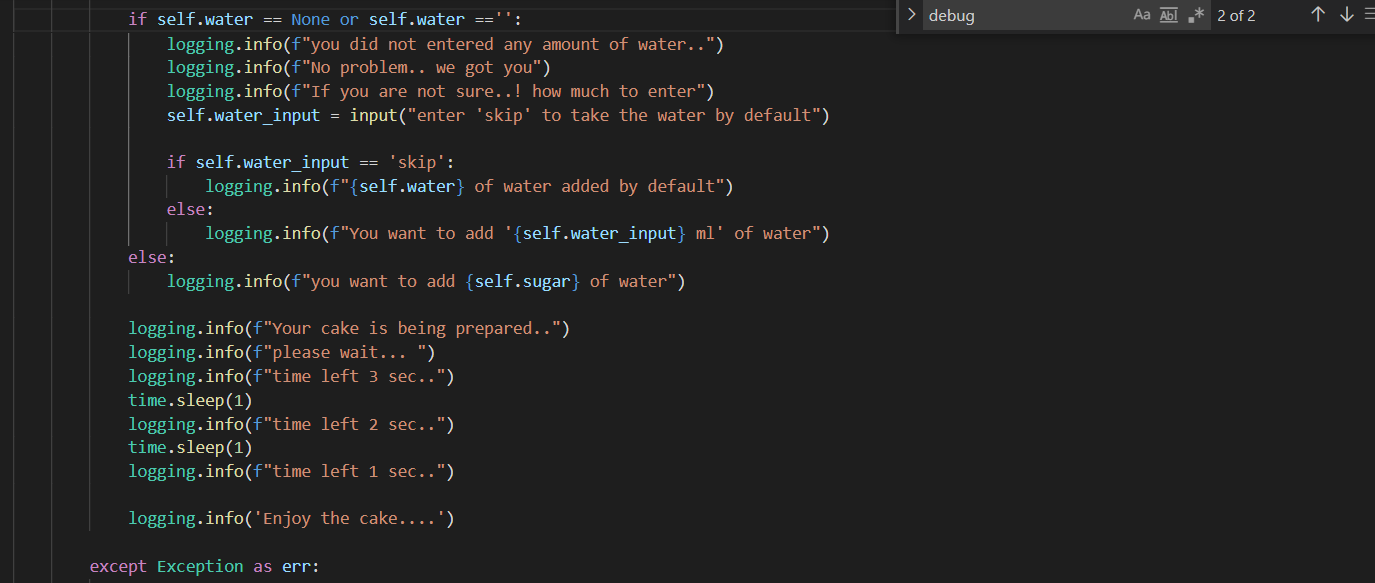 if self.water == None or self.water =='':
debug
Aa Abl .* 2 of 2
logging.info(f"you did not entered any amount of water..")
logging.info(f"No problem.. we got you")
logging.info(f"If you are not sure..! how much to enter")
self.water_input = input("enter 'skip' to take the water by default")
if self.water_input == 'skip':
logging.info(f"{self.water} of water added by default")
else:
logging.info(f"You want to add '{self.water_input} ml' of water")
else:
logging.info(f"you want to add {self.sugar} of water")
logging.info(f"Your cake is being prepared..")
logging.info(f"please wait... ")
logging.info(f"time left 3 sec..")
time.sleep(1)
logging.info(f"time left 2 sec..")
time.sleep(1)
logging.info(f"time left 1 sec..")
logging.info('Enjoy the cake....')
except Exception as err: